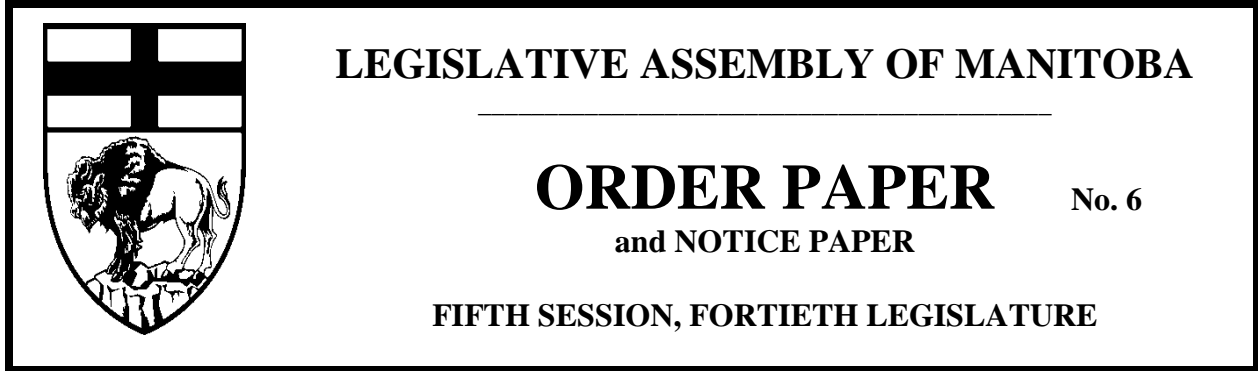 LEGISLATIVE ASSEMBLY OF MANITOBA
ORDER PAPER No. 6
and NOTICE PAPER
FIFTH SESSION, FORTIETH LEGISLATURE